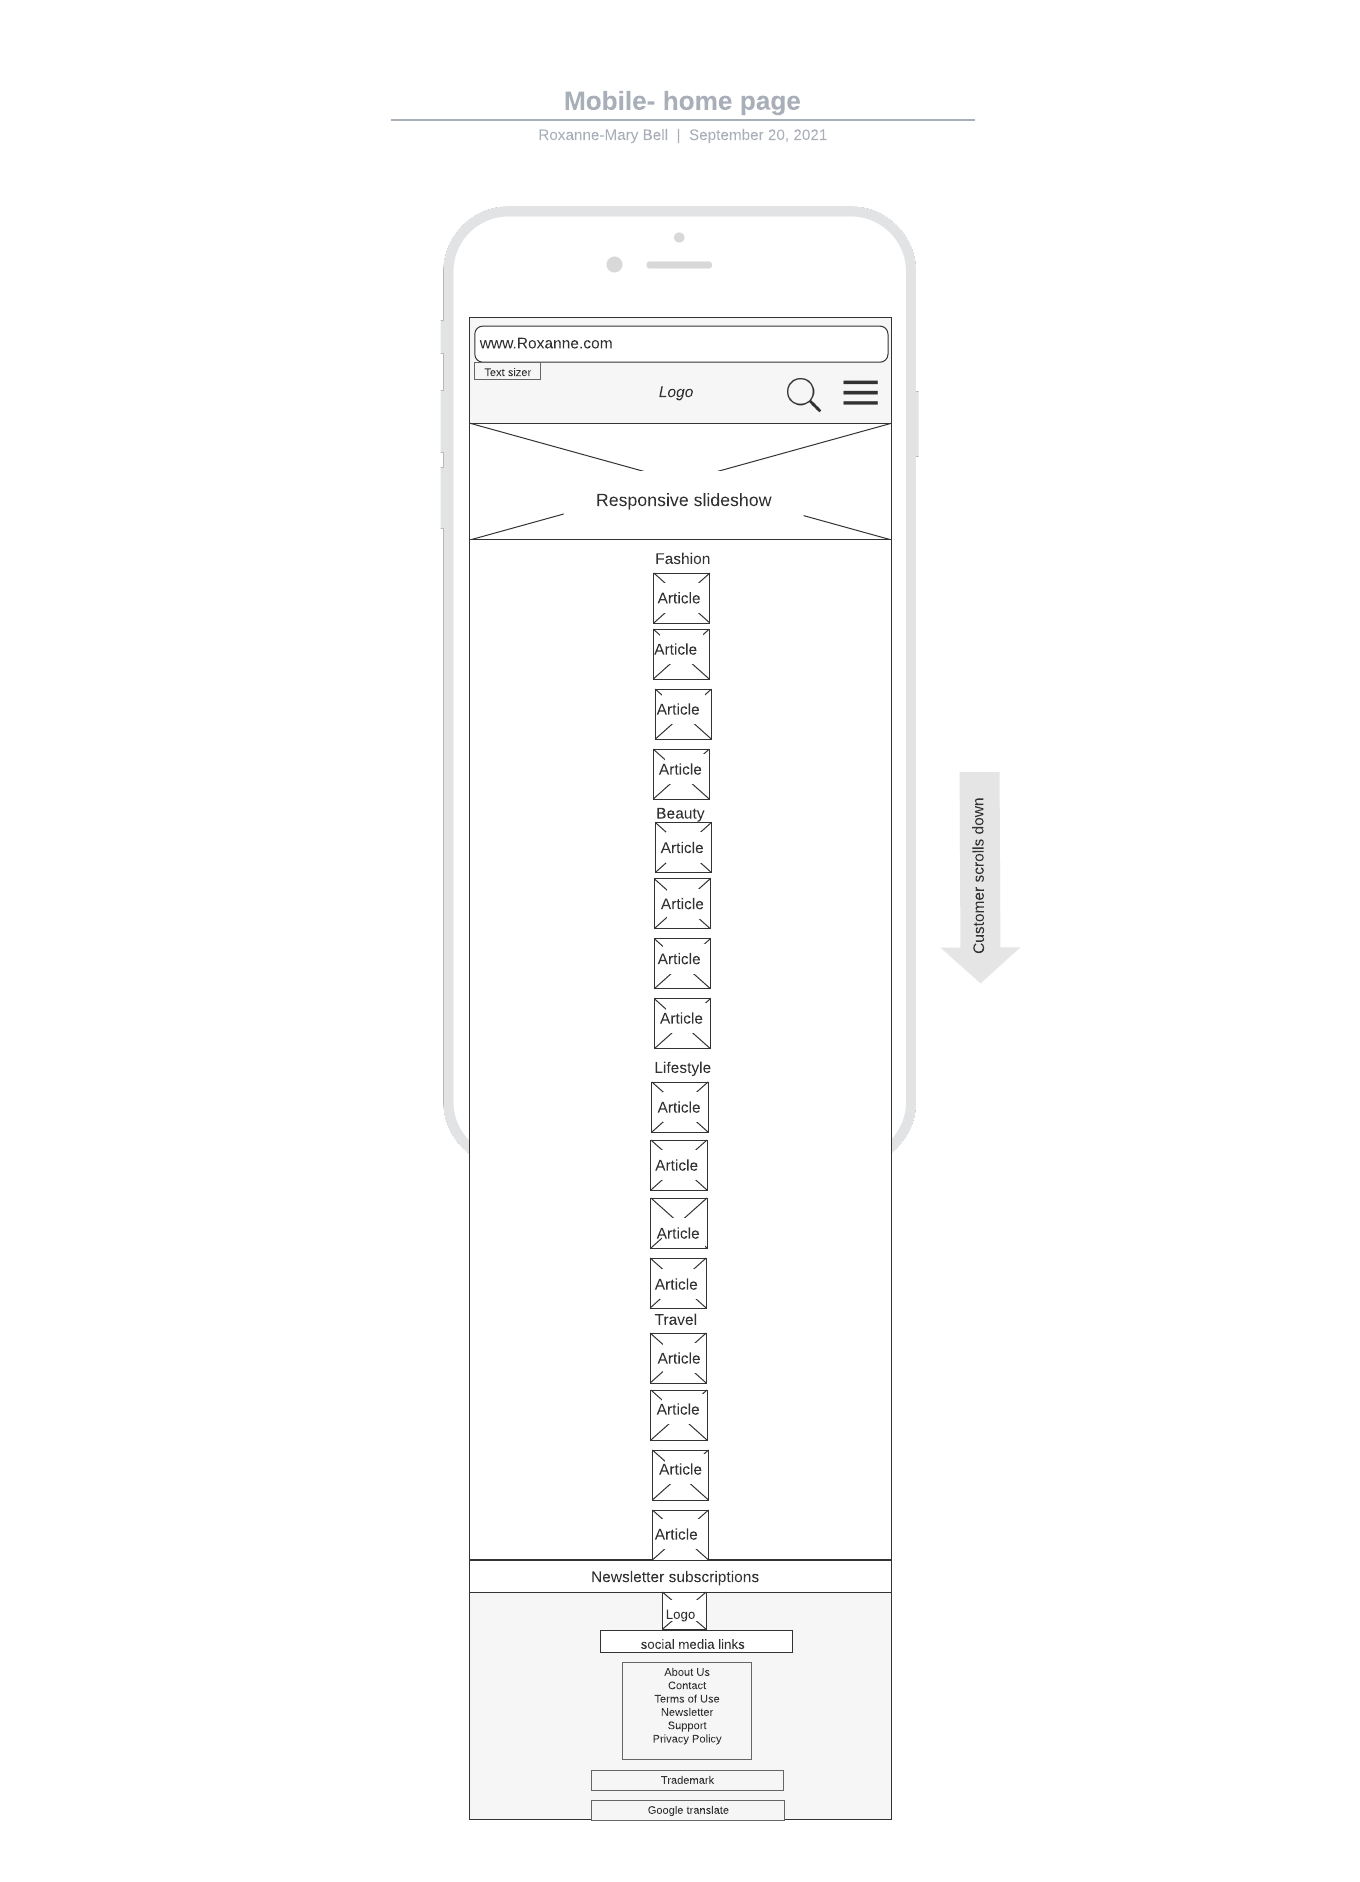 Mobile- home page
Roxanne-Mary Bell | September 20, 2021
www.Roxanne.com
Text sizer
Logo
Responsive slideshow
Fashion
Article
Article
Article
Article
Beauty
Article
Article
Article
Article
Customer scrolls down
Lifestyle
Article
Article
Article
Article
Travel
Article
Article
Article
Article
Newsletter subscriptions
Logo
social media links
About Us
Contact
Terms of Use
Newsletter
Support
Privacy Policy
Trademark
Google translate